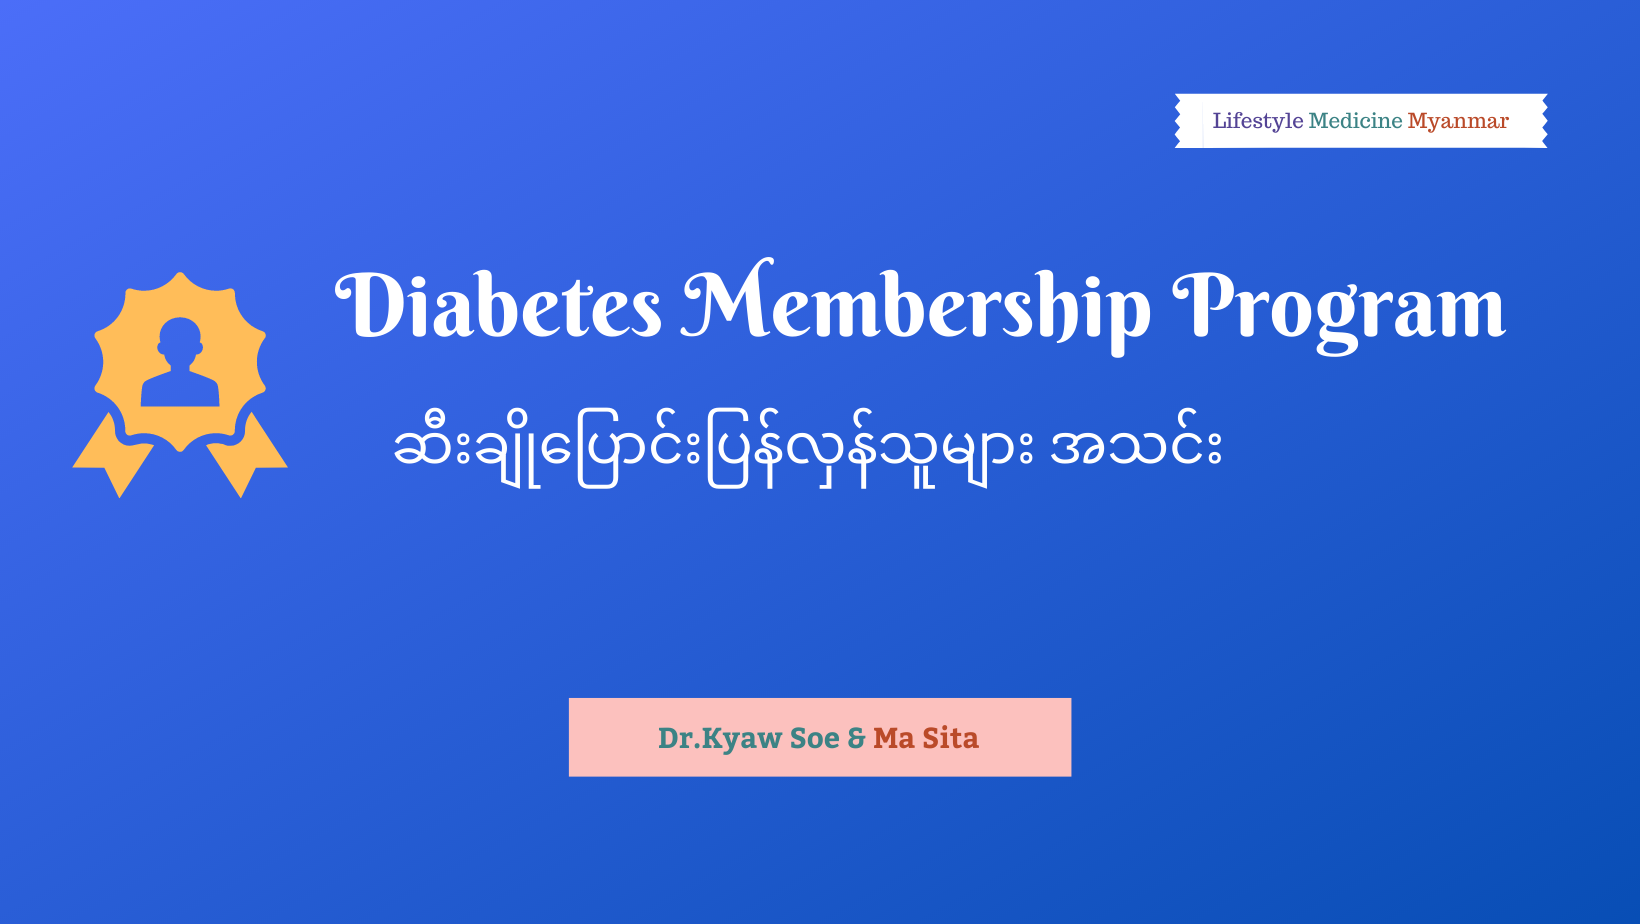 Lifestyle Medicine Myanmar
Diabetes Membership Program
ဆီးချိုပြောင်းပြန်လှန်သူများ အသင်း
Dr.Kyaw Soe & Ma Sita